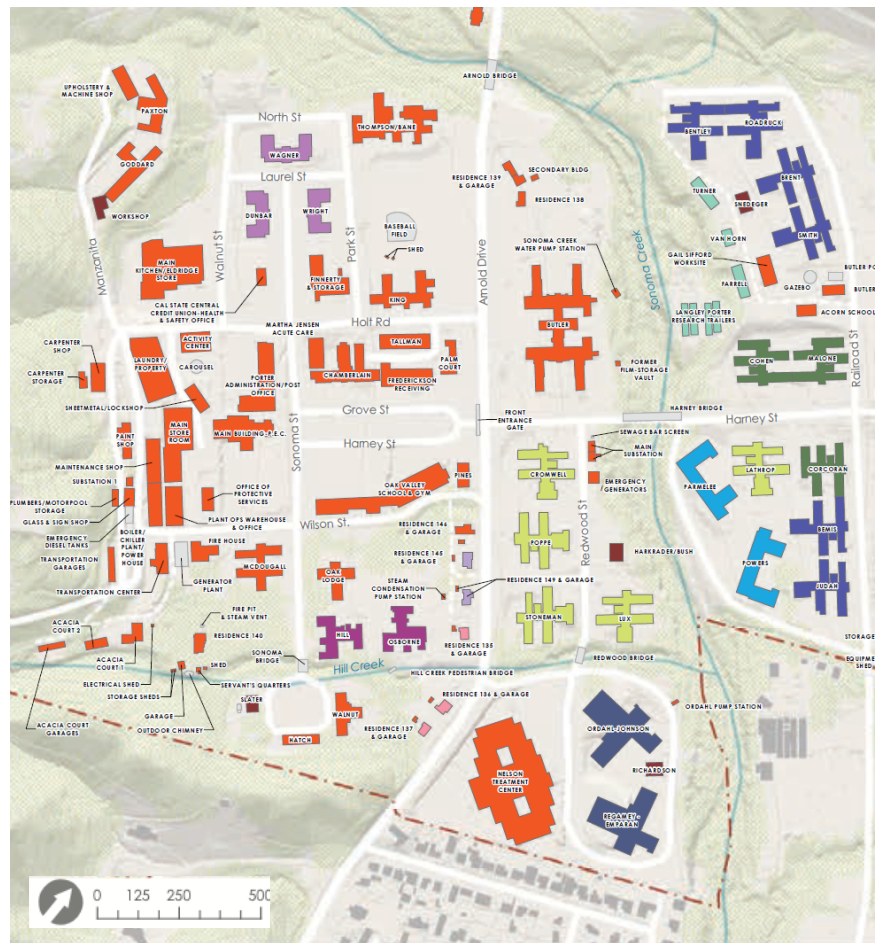 ARNOLD BRIDGE
UPHOLSTERY &
MACHINE SHOP
PAXTON
North St
THOMPSON/BANE
BENTLEY
ROADRUCK
GODDARD
WAGNER
Laurel St
RESIDENCE 139
& GARAGE
SECONDARY BLDG
RESIDENCE 138
TURNER
BRENT
SNEDEGER
WORKSHOP
DUNBAR
WRIGHT
BASEBALL
FIELD
SHED
Manzanita
Walnut St
Park St
Arnold Drive
Sonoma Creek
SONOMA CREEK
WATER PUMP STATION
VAN HORN
SMITH
GAIL SIFFORD
WORKSITE
MAIN
KITCHEN/ELDRIDGE
STORE
FINNERTY
& STORAGE
KING
FARRELL
GAZEBO
BUTLER PO
BUTLER
CAL STATE CENTRAL
CREDIT UNION-HEALTH
& SAFETY OFFICE
LANGLEY PORTER
RESEARCH TRAILERS
ACORN SCHOOL
MARTHA JENSEN
ACUTE CARE
Holt Rd
BUTLER
CARPENTER
SHOP
ACTIVITY
CENTER
TALLMAN
LAUNDRY/
PROPERTY
CAROUSEL
PALM
COURT
COHEN
MALONE
Railroad St
CARPENTER
STORAGE
PORTER
ADMINISTRATION/POST
OFFICE
CHAMBERLAIN
FREDERICKSON
RECEIVING
FORMER
FILM-STORAGE
VAULT
SHEETMETAL/LOCKSHOP
Grove St
FRONT
ENTRANCE
GATE
HARNEY BRIDGE
Harney St
MAIN
STORE
ROOM
MAIN BUILDING-P.E.C.
Sonoma St
Harney St
PAINT
SHOP
SEWAGE BAR SCREEN
MAIN
SUBSTATION
MAINTENANCE SHOP
CROMWELL
LATHROP
CORCORAN
SUBSTATION 1
OFFICE OF
PROTECTIVE
SERVICES
OAK VALLEY
SCHOOL & GYM
PINES
EMERGENCY
GENERATORS
PARMELEE
PLUMBERS/MOTORPOOL
STORAGE
GLASS & SIGN SHOP
PLANT OPS WAREHOUSE
& OFFICE
Wilson St.
RESIDENCE 146
& GARAGE
Redwood St
BEMIS
EMERGENCY
DIESEL TANKS
BOILER/
CHILLER
PLANT/
POWER
HOUSE
FIRE HOUSE
POPPE
HARKRADER/BUSH
TRANSPORTATION
GARAGES
MCDOUGALL
OAK
LODGE
RESIDENCE 145
& GARAGE
POWERS
JUDAH
TRANSPORTATION CENTER
GENERATOR
PLANT
STEAM
CONDENSATION
PUMP STATION
RESIDENCE 149 & GARAGE
FIRE PIT
& STEAM VENT
STONEMAN
LUX
ACACIA
COURT 2
RESIDENCE 140
HILL
OSBORNE
RESIDENCE 135
& GARAGE
STORAGE
ACACIA
COURT 1
SONOMA
BRIDGE
Hill Creek
HILL CREEK PEDESTRIAN BRIDGE
REDWOOD BRIDGE
EQUIPME
SHED
ELECTRICAL SHED
SHED
STORAGE SHEDS
SERVANT'S QUARTERS
RESIDENCE 136 & GARAGE
ACACIA COURT
GARAGES
GARAGE
OUTDOOR CHIMNEY
SLATER
WALNUT
RESIDENCE 137
& GARAGE
HATCH
ORDAHL PUMP STATION
ORDAHL-JOHNSON
NELSON
TREATMENT
CENTER
RICHARDSON
REGAMEY -
EMPARAN
0 125 250 500